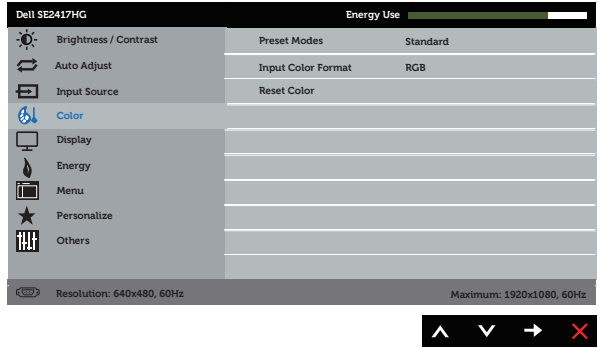 Dell SE2417HG Energy Use
Brightness / Contrast Preset Modes Standard
Auto Adjust Input Color Format RGB
Input Source Reset Color
Color
Display
Energy
Menu
Personalize
Others
Resolution: 640x480, 60Hz Maximum: 1920x1080, 60Hz